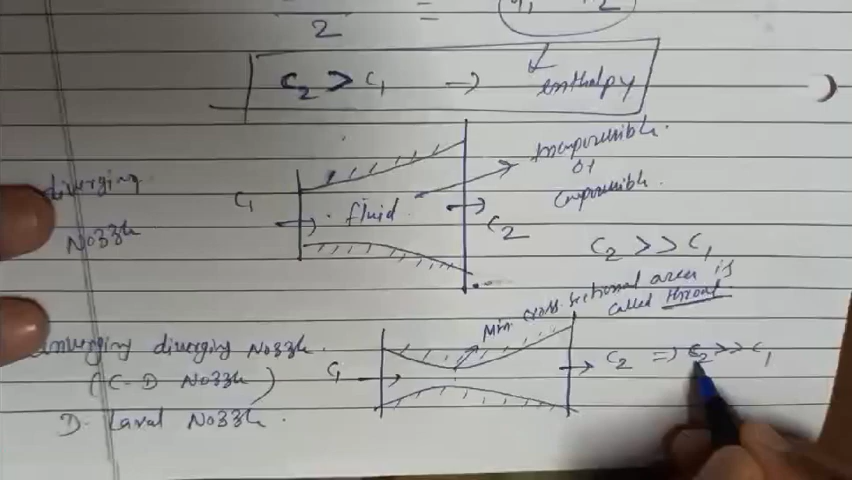 2 =
C₂ > C₁ → enthalpy
Incompressible
or
Compressible.
diverging
Nozzle
C₁ fluid C₂
C₂ >> C₁
Min cross sectional area is
called throat
Converging diverging Nozzle.
(C-D Nozzle)
D-Laval Nozzle.
C₁ C₂ => C₂ >> C₁